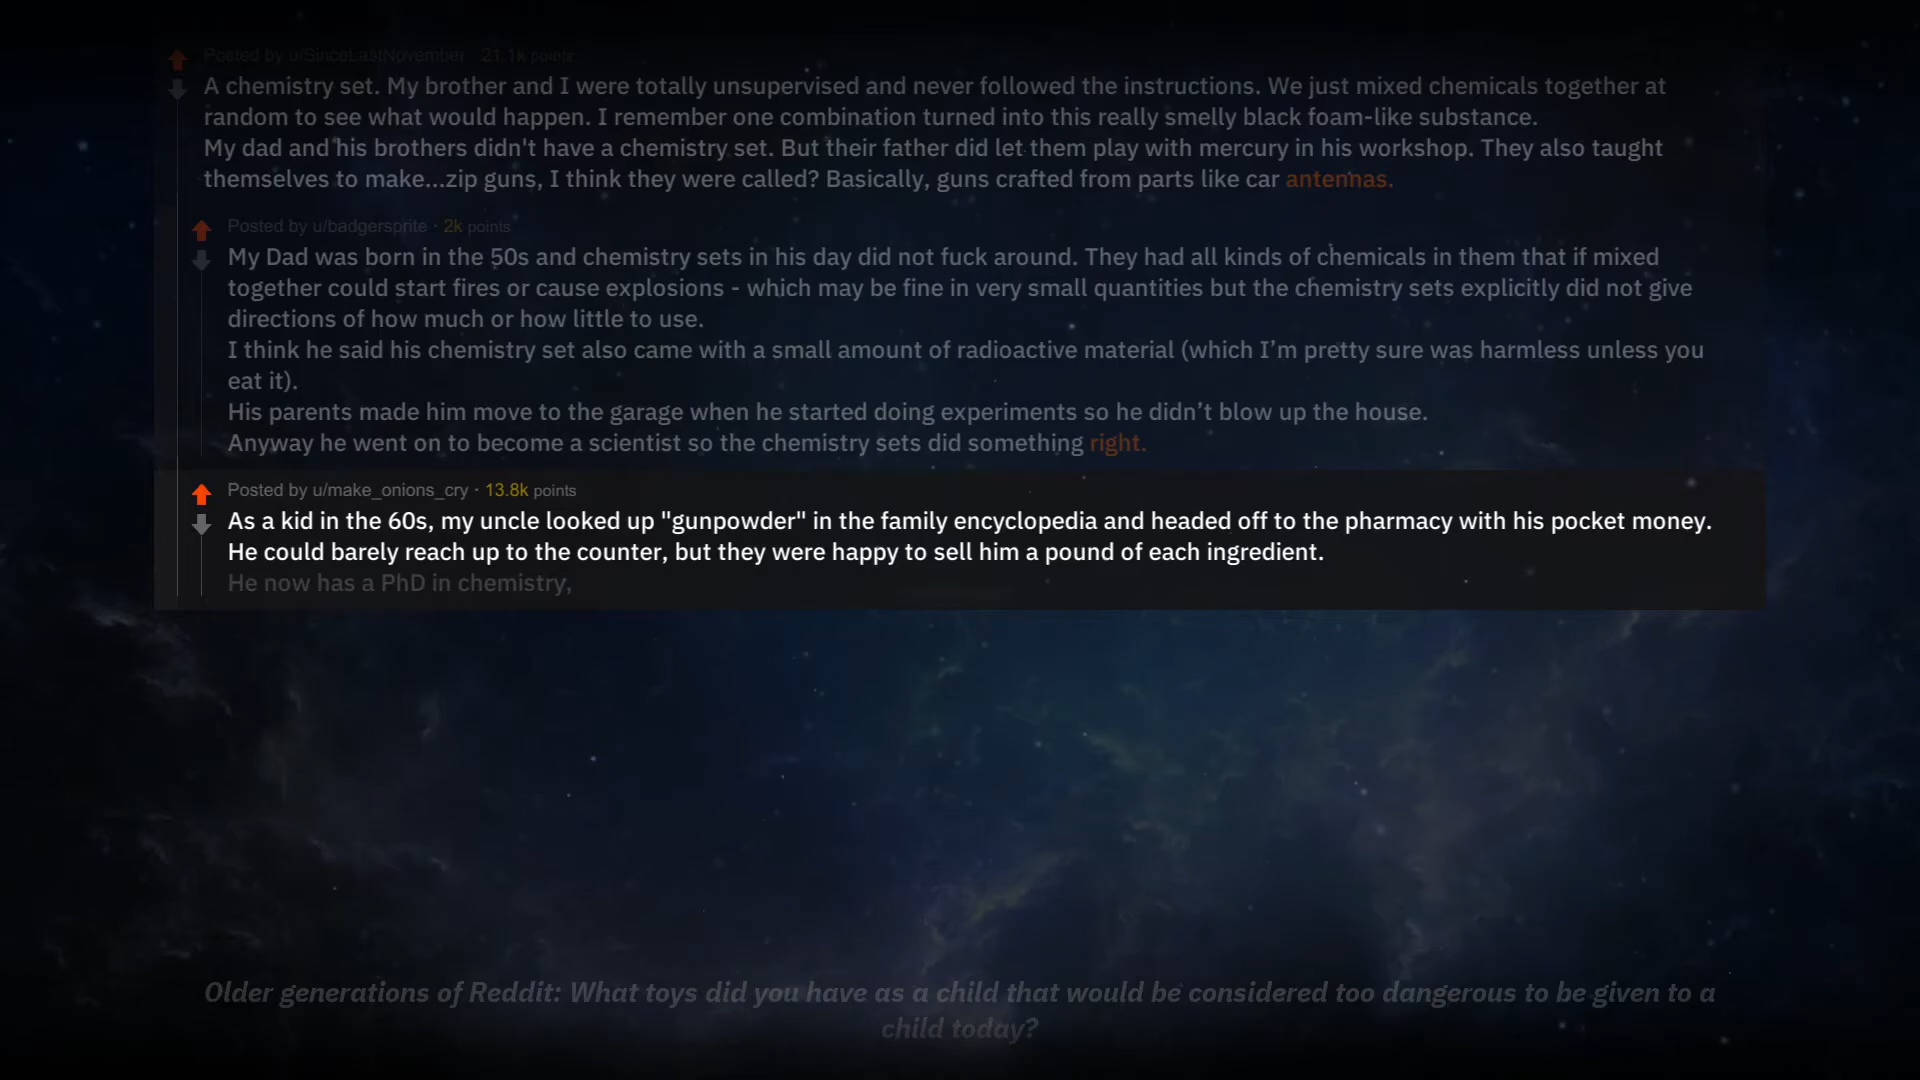 Posted by u/SinceLastNovember · 21.1k points
A chemistry set. My brother and I were totally unsupervised and never followed the instructions. We just mixed chemicals together at
random to see what would happen. I remember one combination turned into this really smelly black foam-like substance.
My dad and his brothers didn't have a chemistry set. But their father did let them play with mercury in his workshop. They also taught
themselves to make...zip guns, I think they were called? Basically, guns crafted from parts like car antennas.
Posted by u/badgersprite · 2k points
My Dad was born in the 50s and chemistry sets in his day did not fuck around. They had all kinds of chemicals in them that if mixed
together could start fires or cause explosions - which may be fine in very small quantities but the chemistry sets explicitly did not give
directions of how much or how little to use.
I think he said his chemistry set also came with a small amount of radioactive material (which I’m pretty sure was harmless unless you
eat it).
His parents made him move to the garage when he started doing experiments so he didn’t blow up the house.
Anyway he went on to become a scientist so the chemistry sets did something right.
Posted by u/make_onions_cry · 13.8k points
As a kid in the 60s, my uncle looked up "gunpowder" in the family encyclopedia and headed off to the pharmacy with his pocket money.
He could barely reach up to the counter, but they were happy to sell him a pound of each ingredient.
He now has a PhD in chemistry,
Older generations of Reddit: What toys did you have as a child that would be considered too dangerous to be given to a
child today?